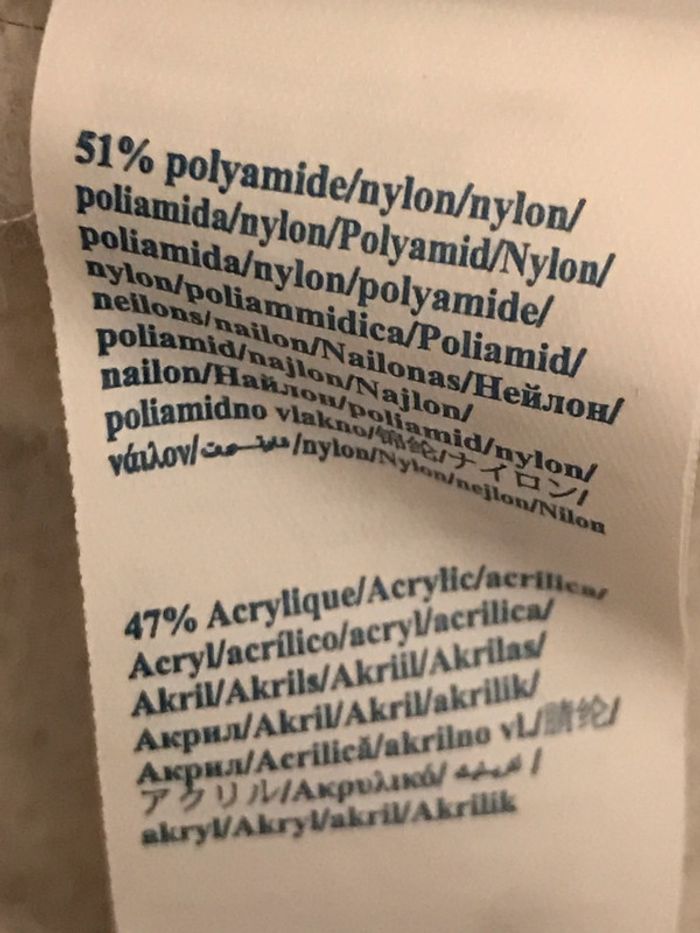 51% polyamide/nylon/nylon/
poliamida/nylon/Polyamid/Nylon/
poliamida/nylon/polyamide/
nylon/poliammidica/Poliamid/
neilons/nailon/Nailonas/Нейлон/
poliamid/najlon/Najlon/
nailon/Найлон/poliamid/nylon/
poliamidno vlakno/锦纶/ナイロン/
νάιλον/ /nylon/Nylon/nejlon/Nilon
47% Acrylique/Acrylic/acrílica/
Acryl/acrílico/acryl/acrilica/
Akril/Akrils/Akriil/Akrilas/
Акрил/Akril/Akril/akrilik/
Акрил/Acrilică/akrilno vl./腈纶/
アクリル/Ακρυλικό/ /
akryl/Akryl/akril/Akrilik